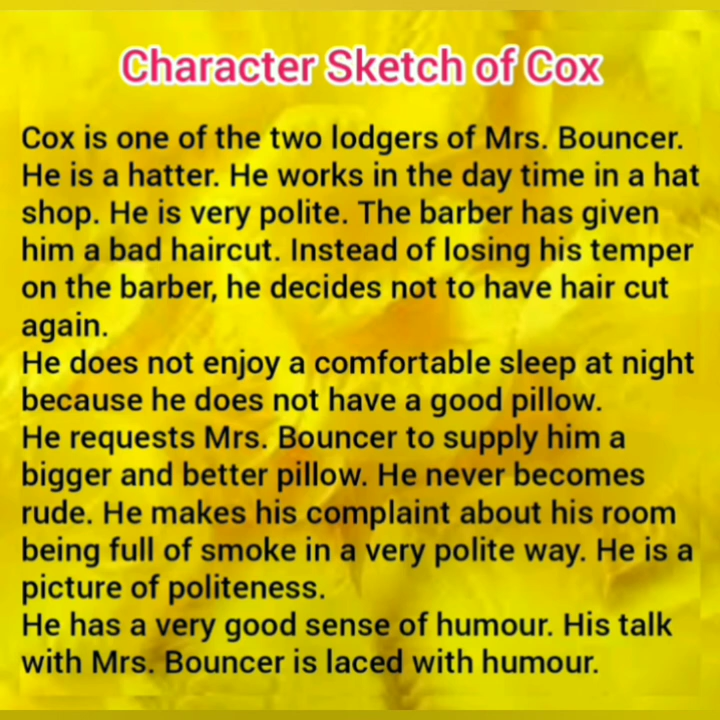 Character Sketch of Cox
Cox is one of the two lodgers of Mrs. Bouncer.
He is a hatter. He works in the day time in a hat
shop. He is very polite. The barber has given
him a bad haircut. Instead of losing his temper
on the barber, he decides not to have hair cut
again.
He does not enjoy a comfortable sleep at night
because he does not have a good pillow.
He requests Mrs. Bouncer to supply him a
bigger and better pillow. He never becomes
rude. He makes his complaint about his room
being full of smoke in a very polite way. He is a
picture of politeness.
He has a very good sense of humour. His talk
with Mrs. Bouncer is laced with humour.